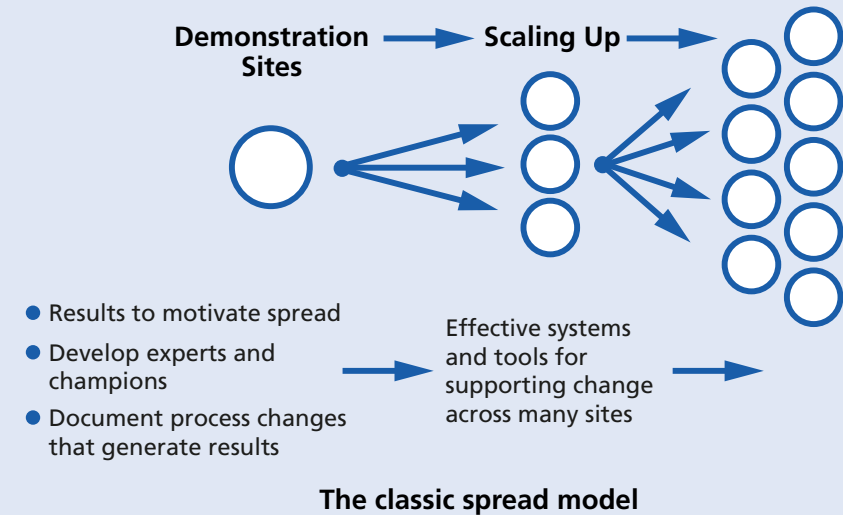 Demonstration
Sites
Scaling Up
● Results to motivate spread
● Develop experts and
champions
● Document process changes
that generate results
Effective systems
and tools for
supporting change
across many sites
The classic spread model